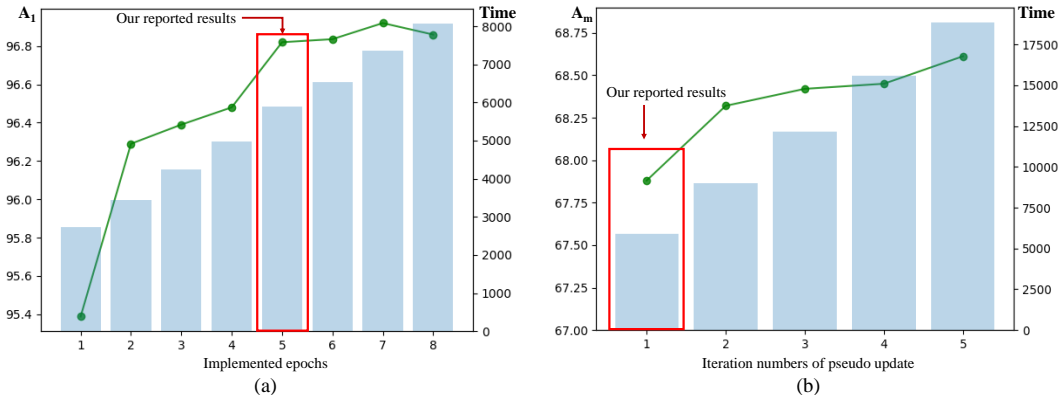 A1
Time
Our reported results
96.8
96.6
96.4
96.2
96.0
95.8
95.6
95.4
8000
7000
6000
5000
4000
3000
2000
1000
0
1 2 3 4 5 6 7 8
Implemented epochs
(a)
Am
Time
Our reported results
68.75
68.50
68.25
68.00
67.75
67.50
67.25
67.00
17500
15000
12500
10000
7500
5000
2500
0
1 2 3 4 5
Iteration numbers of pseudo update
(b)